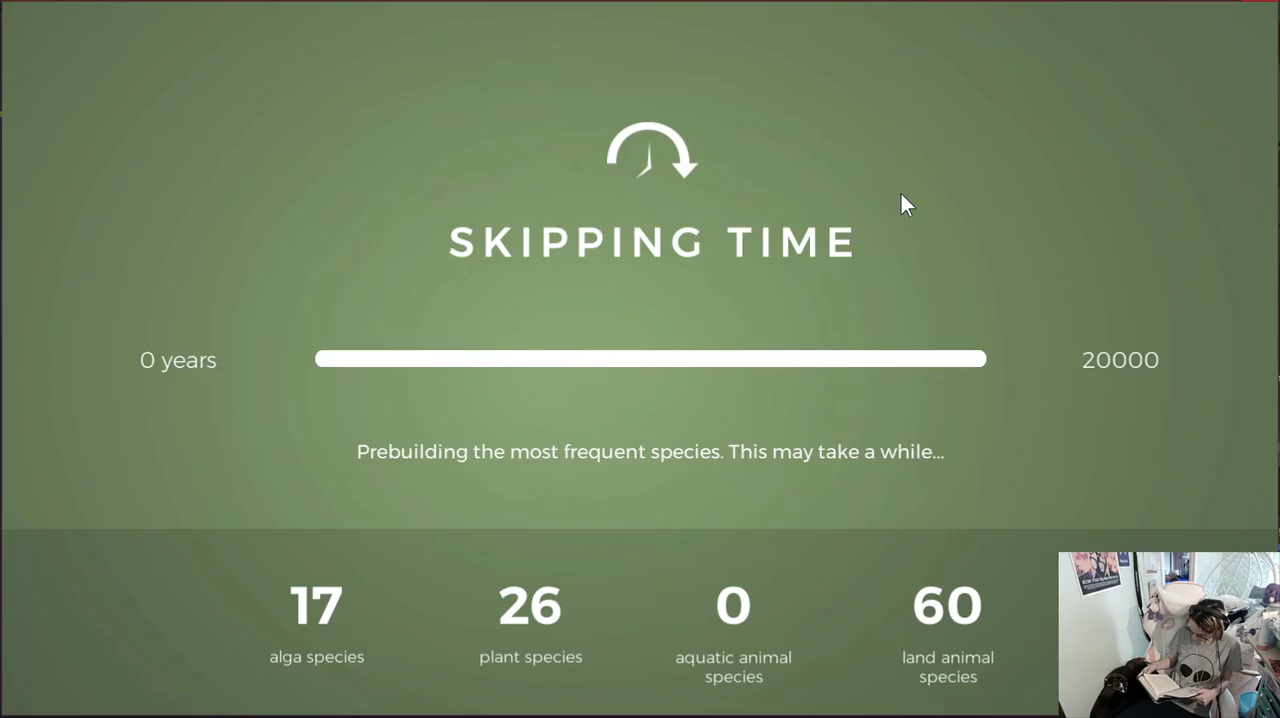 SKIPPING TIME
0 years
20000
Prebuilding the most frequent species. This may take a while...
17
alga species
26
plant species
0
aquatic animal
species
60
land animal
species